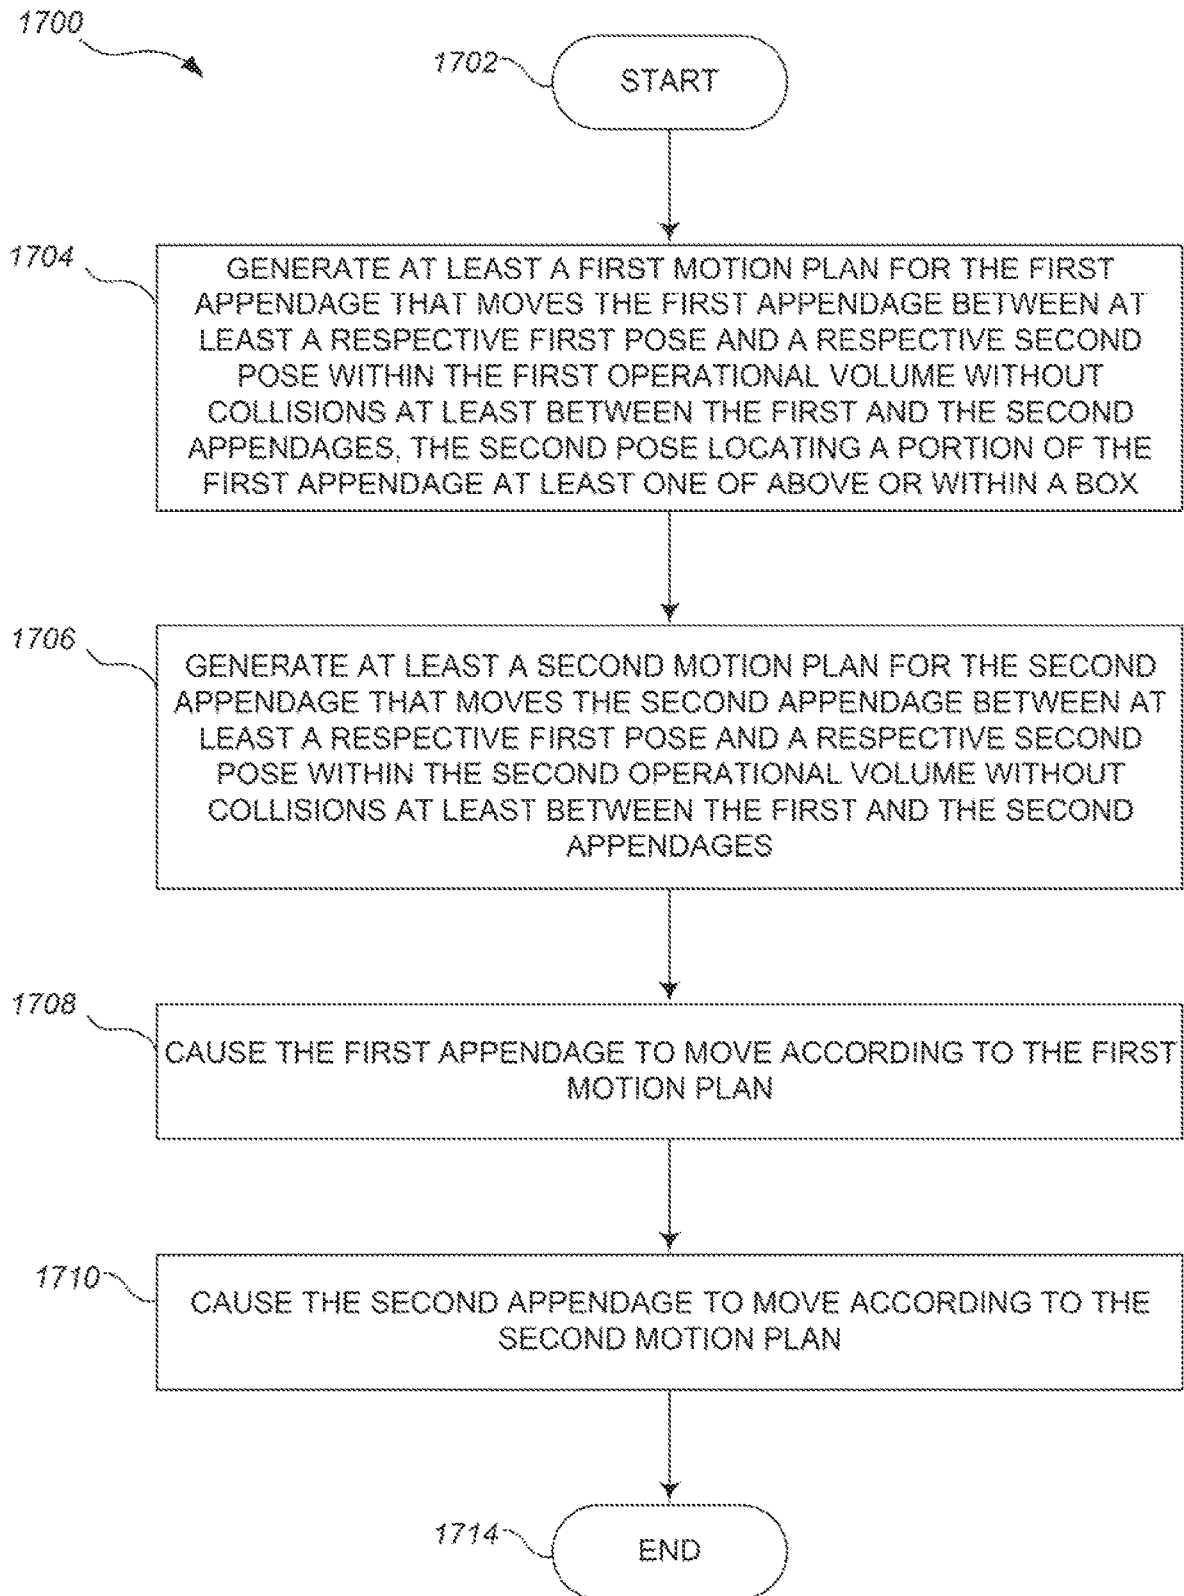 1700
1702
START
1704
GENERATE AT LEAST A FIRST MOTION PLAN FOR THE FIRST
APPENDAGE THAT MOVES THE FIRST APPENDAGE BETWEEN AT
LEAST A RESPECTIVE FIRST POSE AND A RESPECTIVE SECOND
POSE WITHIN THE FIRST OPERATIONAL VOLUME WITHOUT
COLLISIONS AT LEAST BETWEEN THE FIRST AND THE SECOND
APPENDAGES, THE SECOND POSE LOCATING A PORTION OF THE
FIRST APPENDAGE AT LEAST ONE OF ABOVE OR WITHIN A BOX
1706
GENERATE AT LEAST A SECOND MOTION PLAN FOR THE SECOND
APPENDAGE THAT MOVES THE SECOND APPENDAGE BETWEEN AT
LEAST A RESPECTIVE FIRST POSE AND A RESPECTIVE SECOND
POSE WITHIN THE SECOND OPERATIONAL VOLUME WITHOUT
COLLISIONS AT LEAST BETWEEN THE FIRST AND THE SECOND
APPENDAGES
1708
CAUSE THE FIRST APPENDAGE TO MOVE ACCORDING TO THE FIRST
MOTION PLAN
1710
CAUSE THE SECOND APPENDAGE TO MOVE ACCORDING TO THE
SECOND MOTION PLAN
1714
END